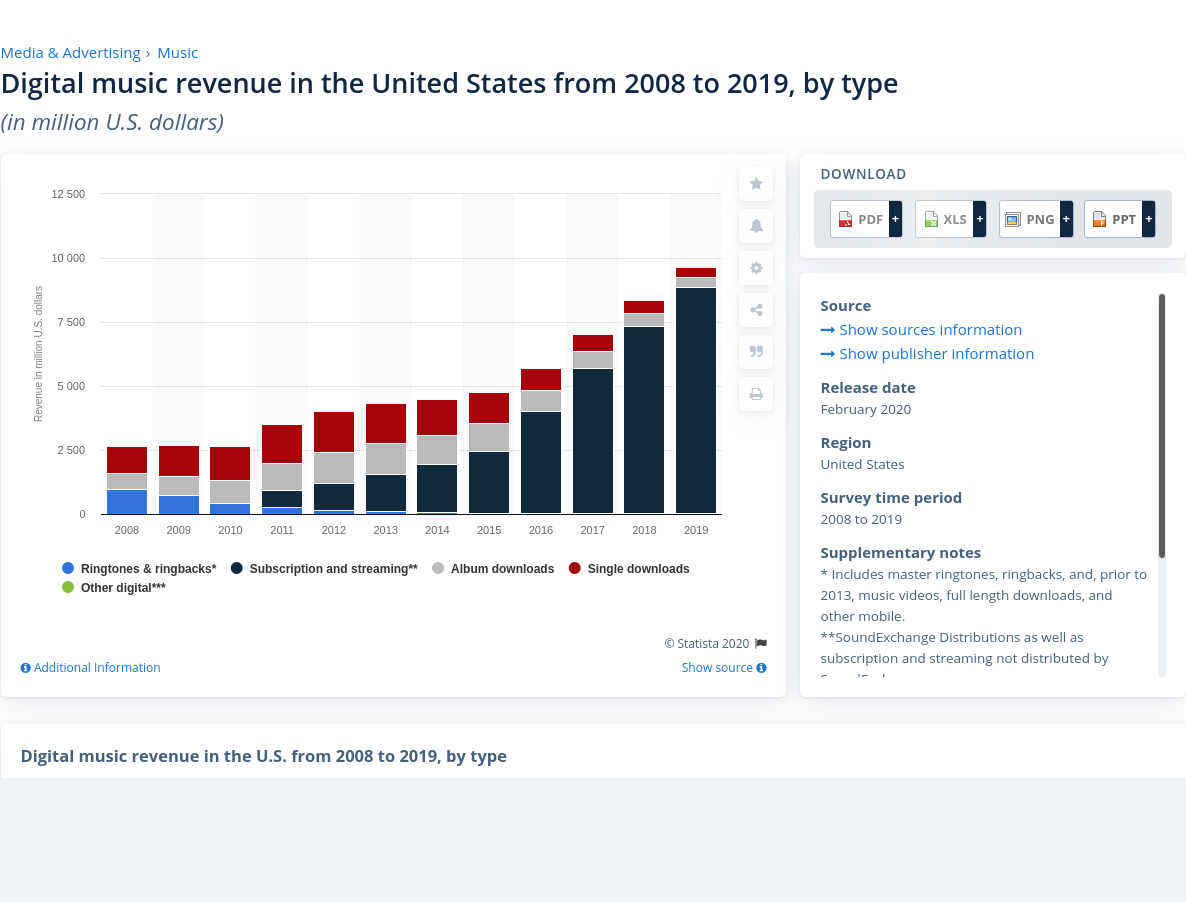 Media & Advertising › Music
Digital music revenue in the United States from 2008 to 2019, by type
(in million U.S. dollars)
Revenue in million U.S. dollars
12 500
10 000
7 500
5 000
2 500
0
2008 2009 2010 2011 2012 2013 2014 2015 2016 2017 2018 2019
Ringtones & ringbacks* Subscription and streaming** Album downloads Single downloads
Other digital***
© Statista 2020
Additional Information Show source
DOWNLOAD
PDF + XLS + PNG + PPT +
Source
Show sources information
Show publisher information
Release date
February 2020
Region
United States
Survey time period
2008 to 2019
Supplementary notes
* Includes master ringtones, ringbacks, and, prior to
2013, music videos, full length downloads, and
other mobile.
**SoundExchange Distributions as well as
subscription and streaming not distributed by
Digital music revenue in the U.S. from 2008 to 2019, by type